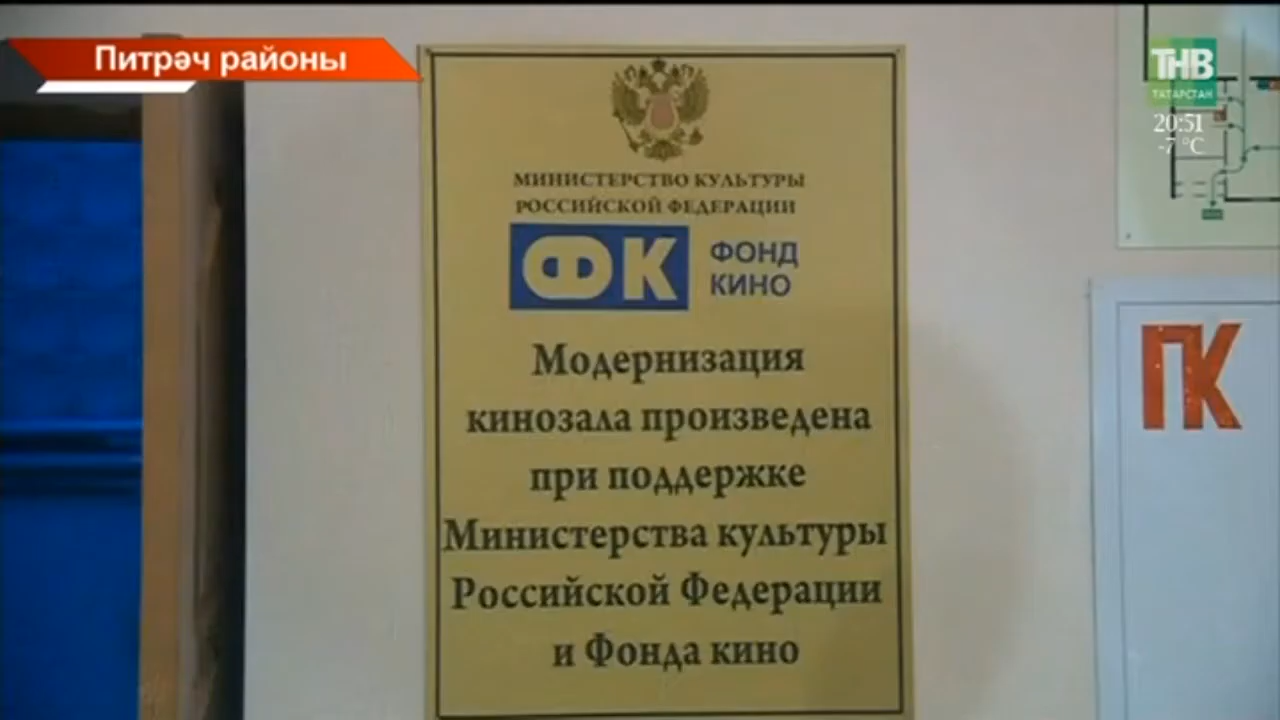 Питрәч районы
ТНВ
ТАТАРСТАН
20:51
-7 °C
МИНИСТЕРСТВО КУЛЬТУРЫ
РОССИЙСКОЙ ФЕДЕРАЦИИ
ФК
ФОНД
КИНО
Модернизация
кинозала произведена
при поддержке
Министерства культуры
Российской Федерации
и Фонда кино
ПК